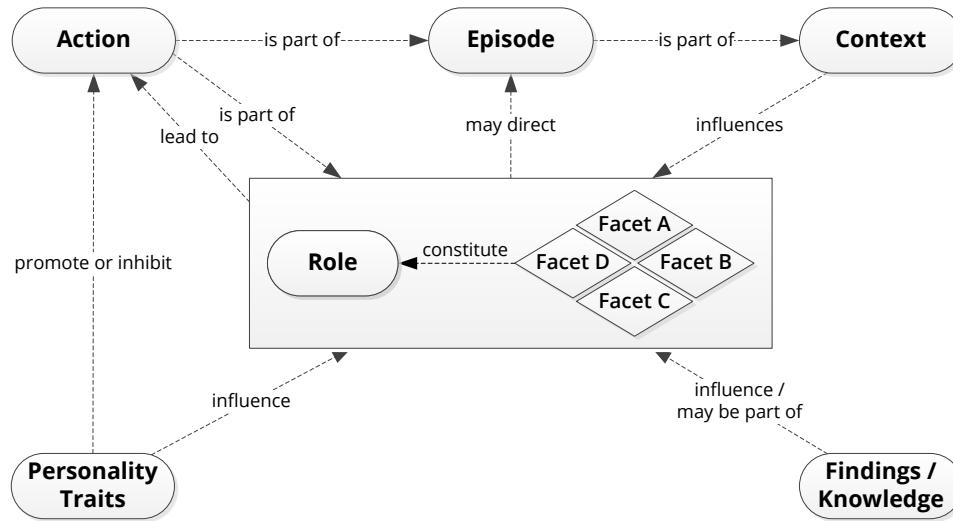 Action
is part of
Episode
is part of
Context
is part of
lead to
may direct
influences
promote or inhibit
Role
constitute
Facet A
Facet D
Facet B
Facet C
influence
influence /
may be part of
Personality
Traits
Findings /
Knowledge